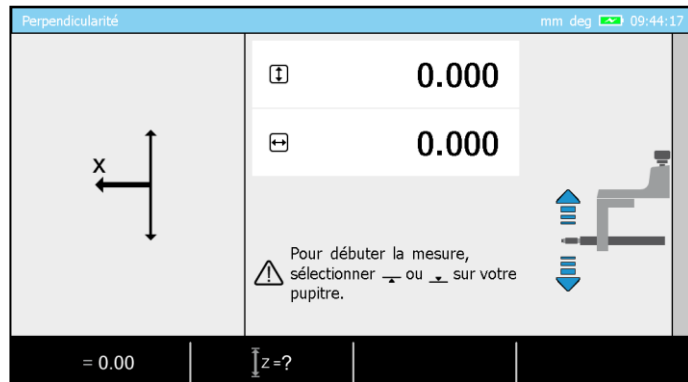 Perpendicularité
mm deg 09:44:17
0.000
0.000
X
Pour débuter la mesure,
sélectionner ou sur votre
pupitre.
= 0.00
Z =?